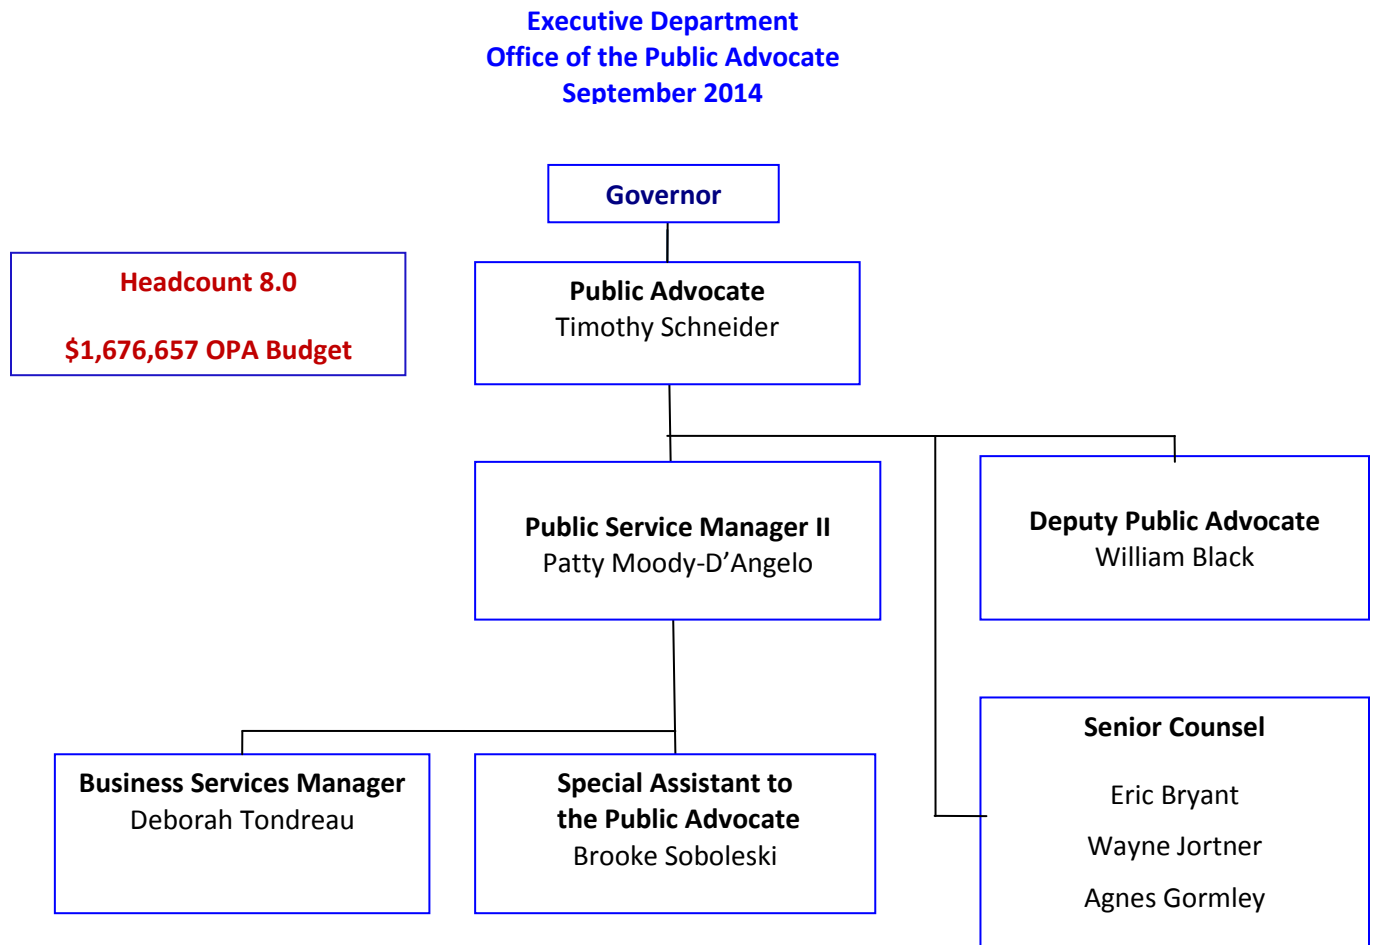 Executive Department
Office of the Public Advocate
September 2014
Governor
Headcount 8.0
$1,676,657 OPA Budget
Public Advocate
Timothy Schneider
Public Service Manager II
Patty Moody-D’Angelo
Deputy Public Advocate
William Black
Business Services Manager
Deborah Tondreau
Special Assistant to
the Public Advocate
Brooke Soboleski
Senior Counsel
Eric Bryant
Wayne Jortner
Agnes Gormley